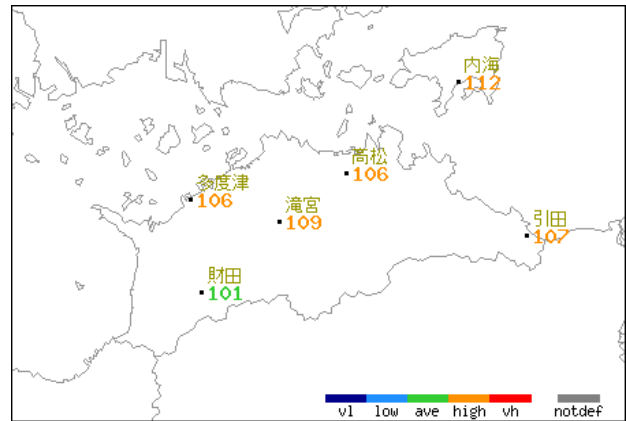 内海
112
高松
106
多度津
106
滝宮
109
引田
107
財田
101
vl low ave high vh notdef